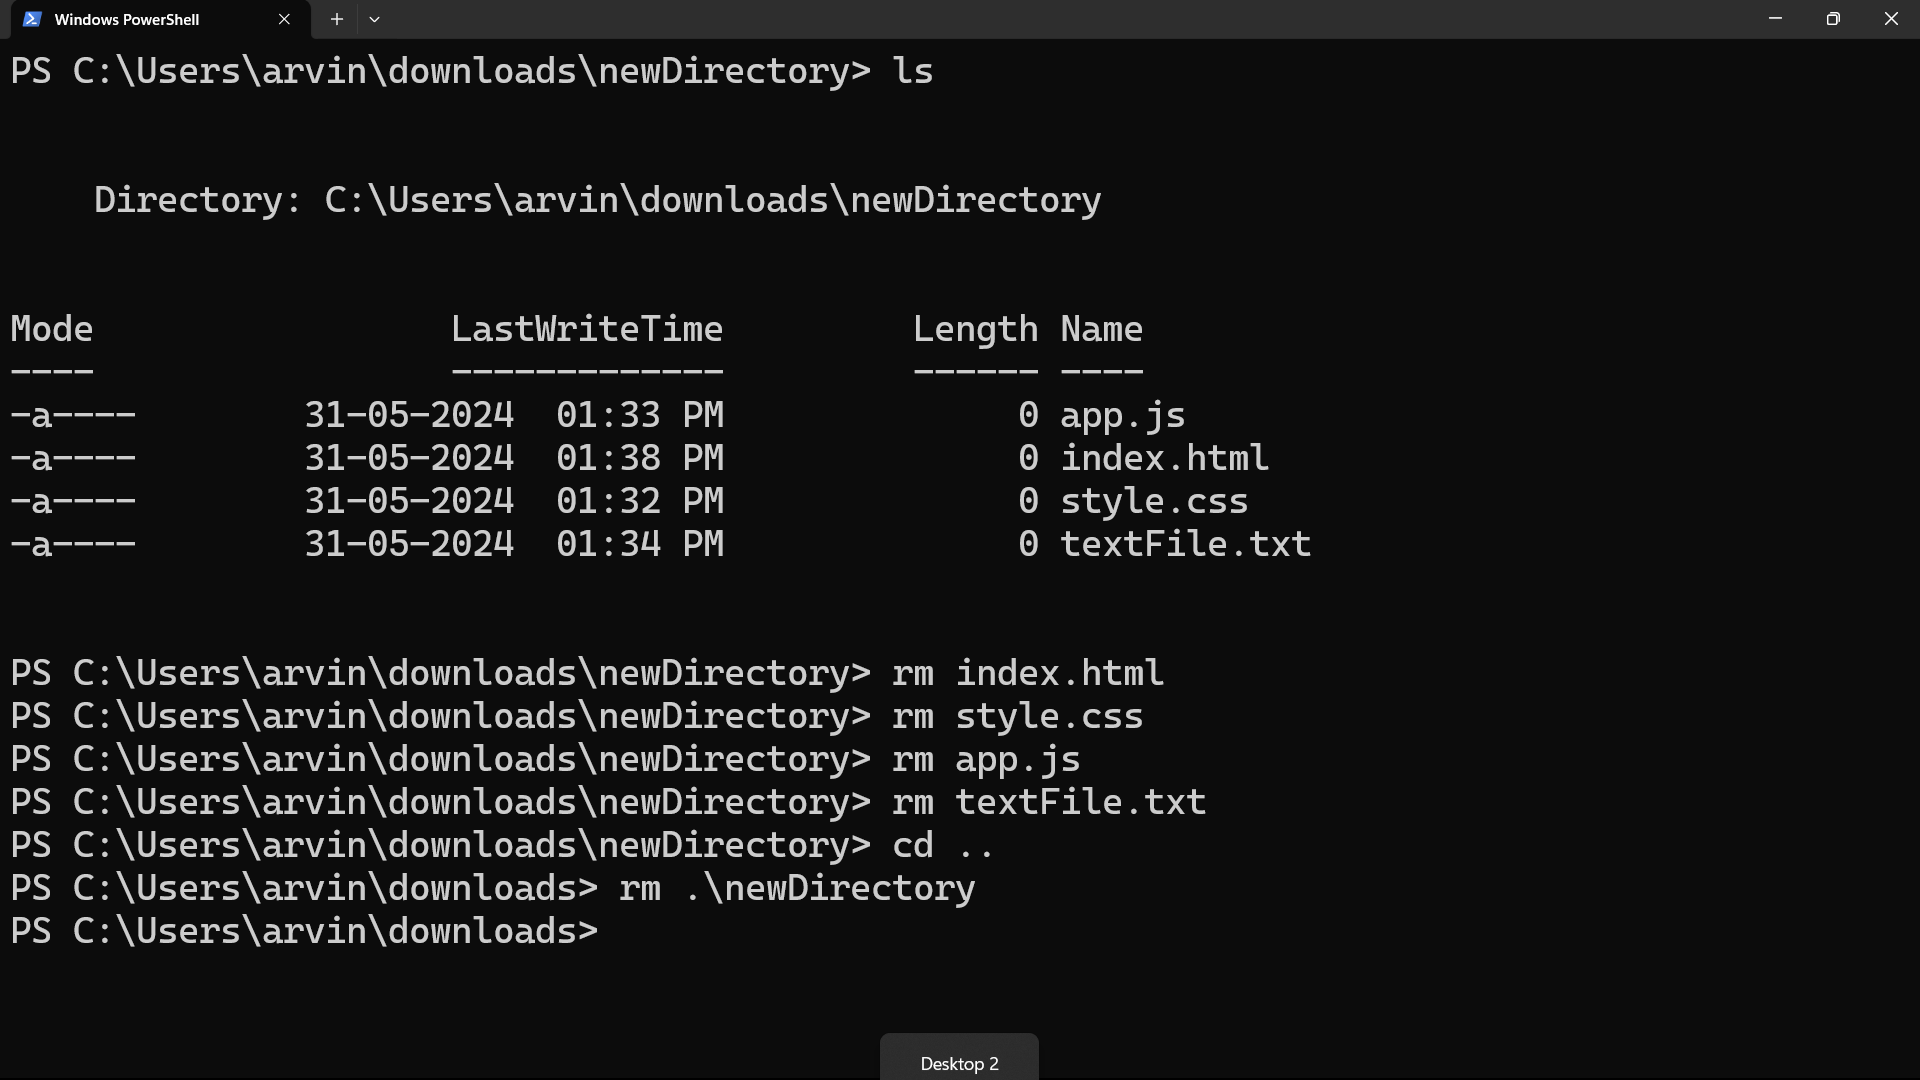 Windows PowerShell
PS C:\Users\arvin\downloads\newDirectory> ls
Directory: C:\Users\arvin\downloads\newDirectory
Mode                 LastWriteTime         Length Name
----                 -------------         ------ ----
-a----        31-05-2024  01:33 PM              0 app.js
-a----        31-05-2024  01:38 PM              0 index.html
-a----        31-05-2024  01:32 PM              0 style.css
-a----        31-05-2024  01:34 PM              0 textFile.txt
PS C:\Users\arvin\downloads\newDirectory> rm index.html
PS C:\Users\arvin\downloads\newDirectory> rm style.css
PS C:\Users\arvin\downloads\newDirectory> rm app.js
PS C:\Users\arvin\downloads\newDirectory> rm textFile.txt
PS C:\Users\arvin\downloads\newDirectory> cd ..
PS C:\Users\arvin\downloads> rm .\newDirectory
PS C:\Users\arvin\downloads>
Desktop 2